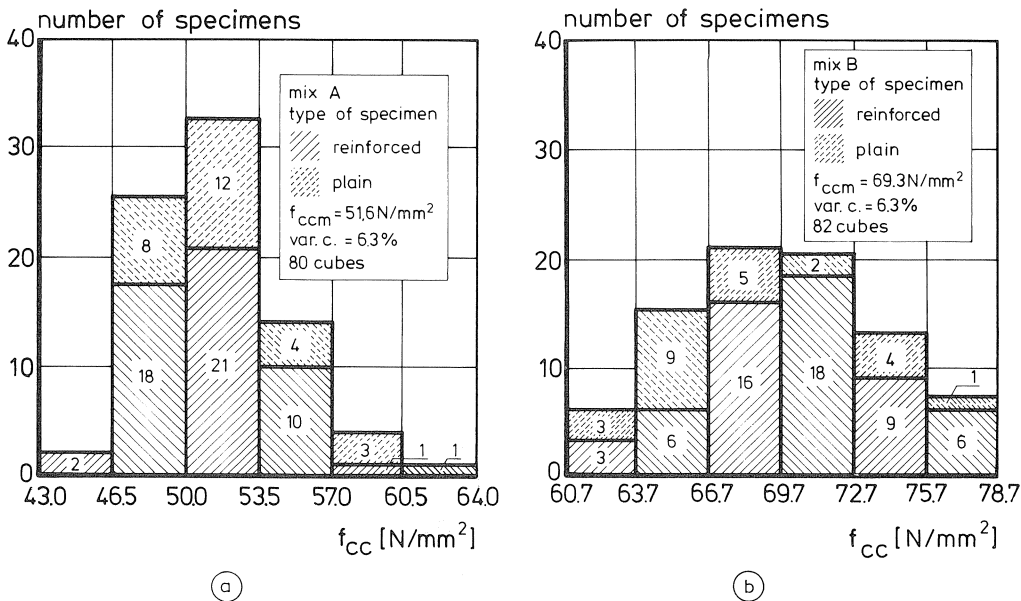 number of specimens
40
30
20
10
0
mix A
type of specimen
reinforced
plain
fccm = 51,6 N/mm²
var. c. = 6.3%
80 cubes
2
8
18
12
21
4
10
3
1
1
43.0 46.5 50.0 53.5 57.0 60.5 64.0
fcc [N/mm²]
a
number of specimens
40
30
20
10
0
mix B
type of specimen
reinforced
plain
fccm = 69.3 N/mm²
var. c. = 6.3%
82 cubes
3
3
9
6
5
16
2
18
4
9
1
6
60.7 63.7 66.7 69.7 72.7 75.7 78.7
fcc [N/mm²]
b